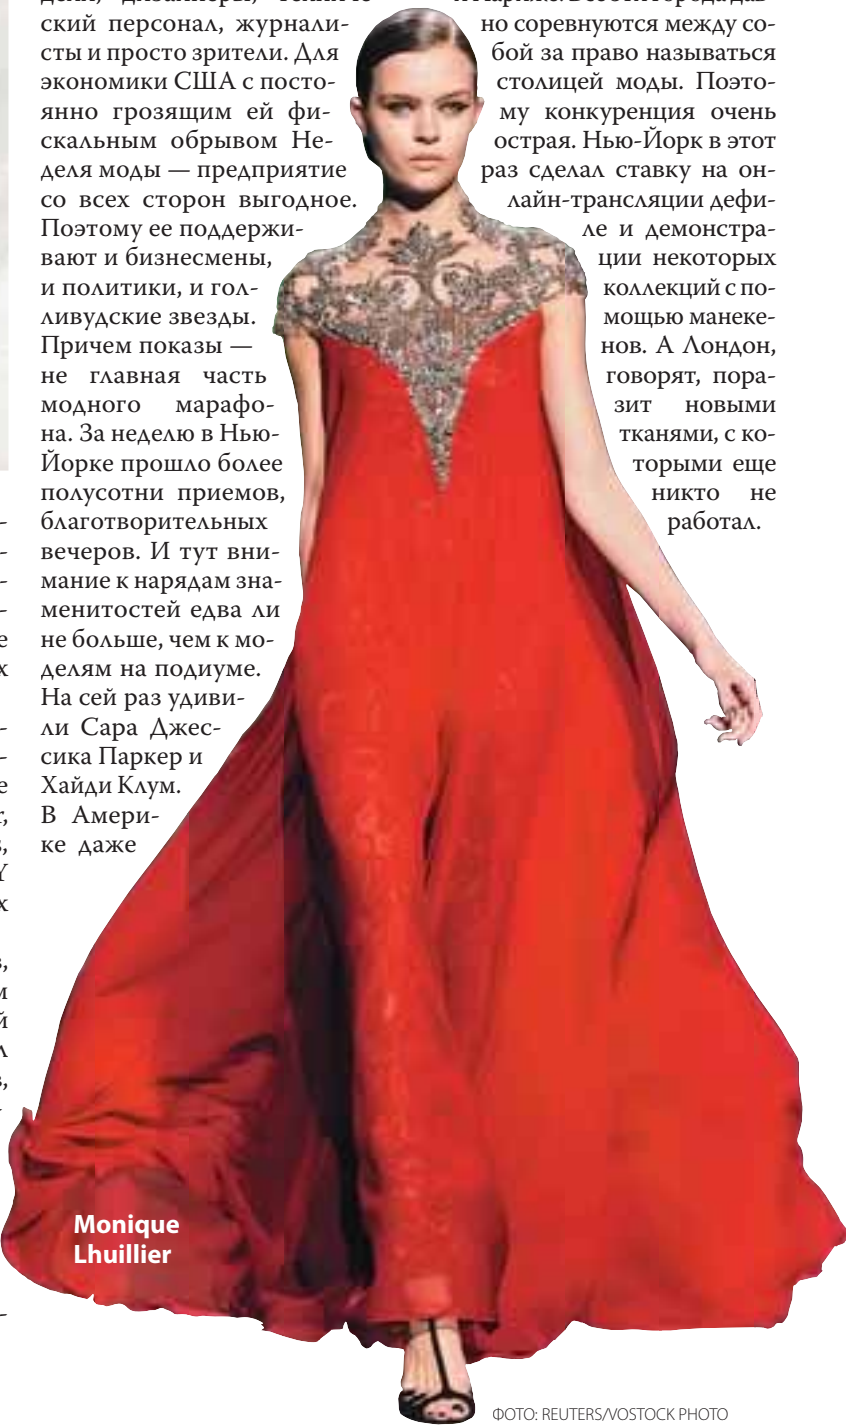 ский персонал, журнали-
сты и просто зрители. Для
экономики США с посто-
янно грозящим ей фи-
скальным обрывом Не-
деля моды — предприятие
со всех сторон выгодное.
Поэтому ее поддержи-
вают и бизнесмены,
и политики, и гол-
ливудские звезды.
Причем показы —
не главная часть
модного марафо-
на. За неделю в Нью-
Йорке прошло более
полусотни приемов,
благотворительных
вечеров. И тут вни-
мание к нарядам зна-
менитостей едва ли
не больше, чем к мо-
делям на подиуме.
На сей раз удиви-
ли Сара Джес-
сика Паркер и
Хайди Клум.
В Амери-
ке даже
но соревнуются между со-
бой за право называться
столицей моды. Поэто-
му конкуренция очень
острая. Нью-Йорк в этот
раз сделал ставку на он-
лайн-трансляции дефи-
ле и демонстра-
ции некоторых
коллекций с по-
мощью манеке-
нов. А Лондон,
говорят, пора-
зит новыми
тканями, с ко-
торыми еще
никто не
работал.
Monique
Lhuillier
ФОТО: REUTERS/VOSTOCK PHOTO